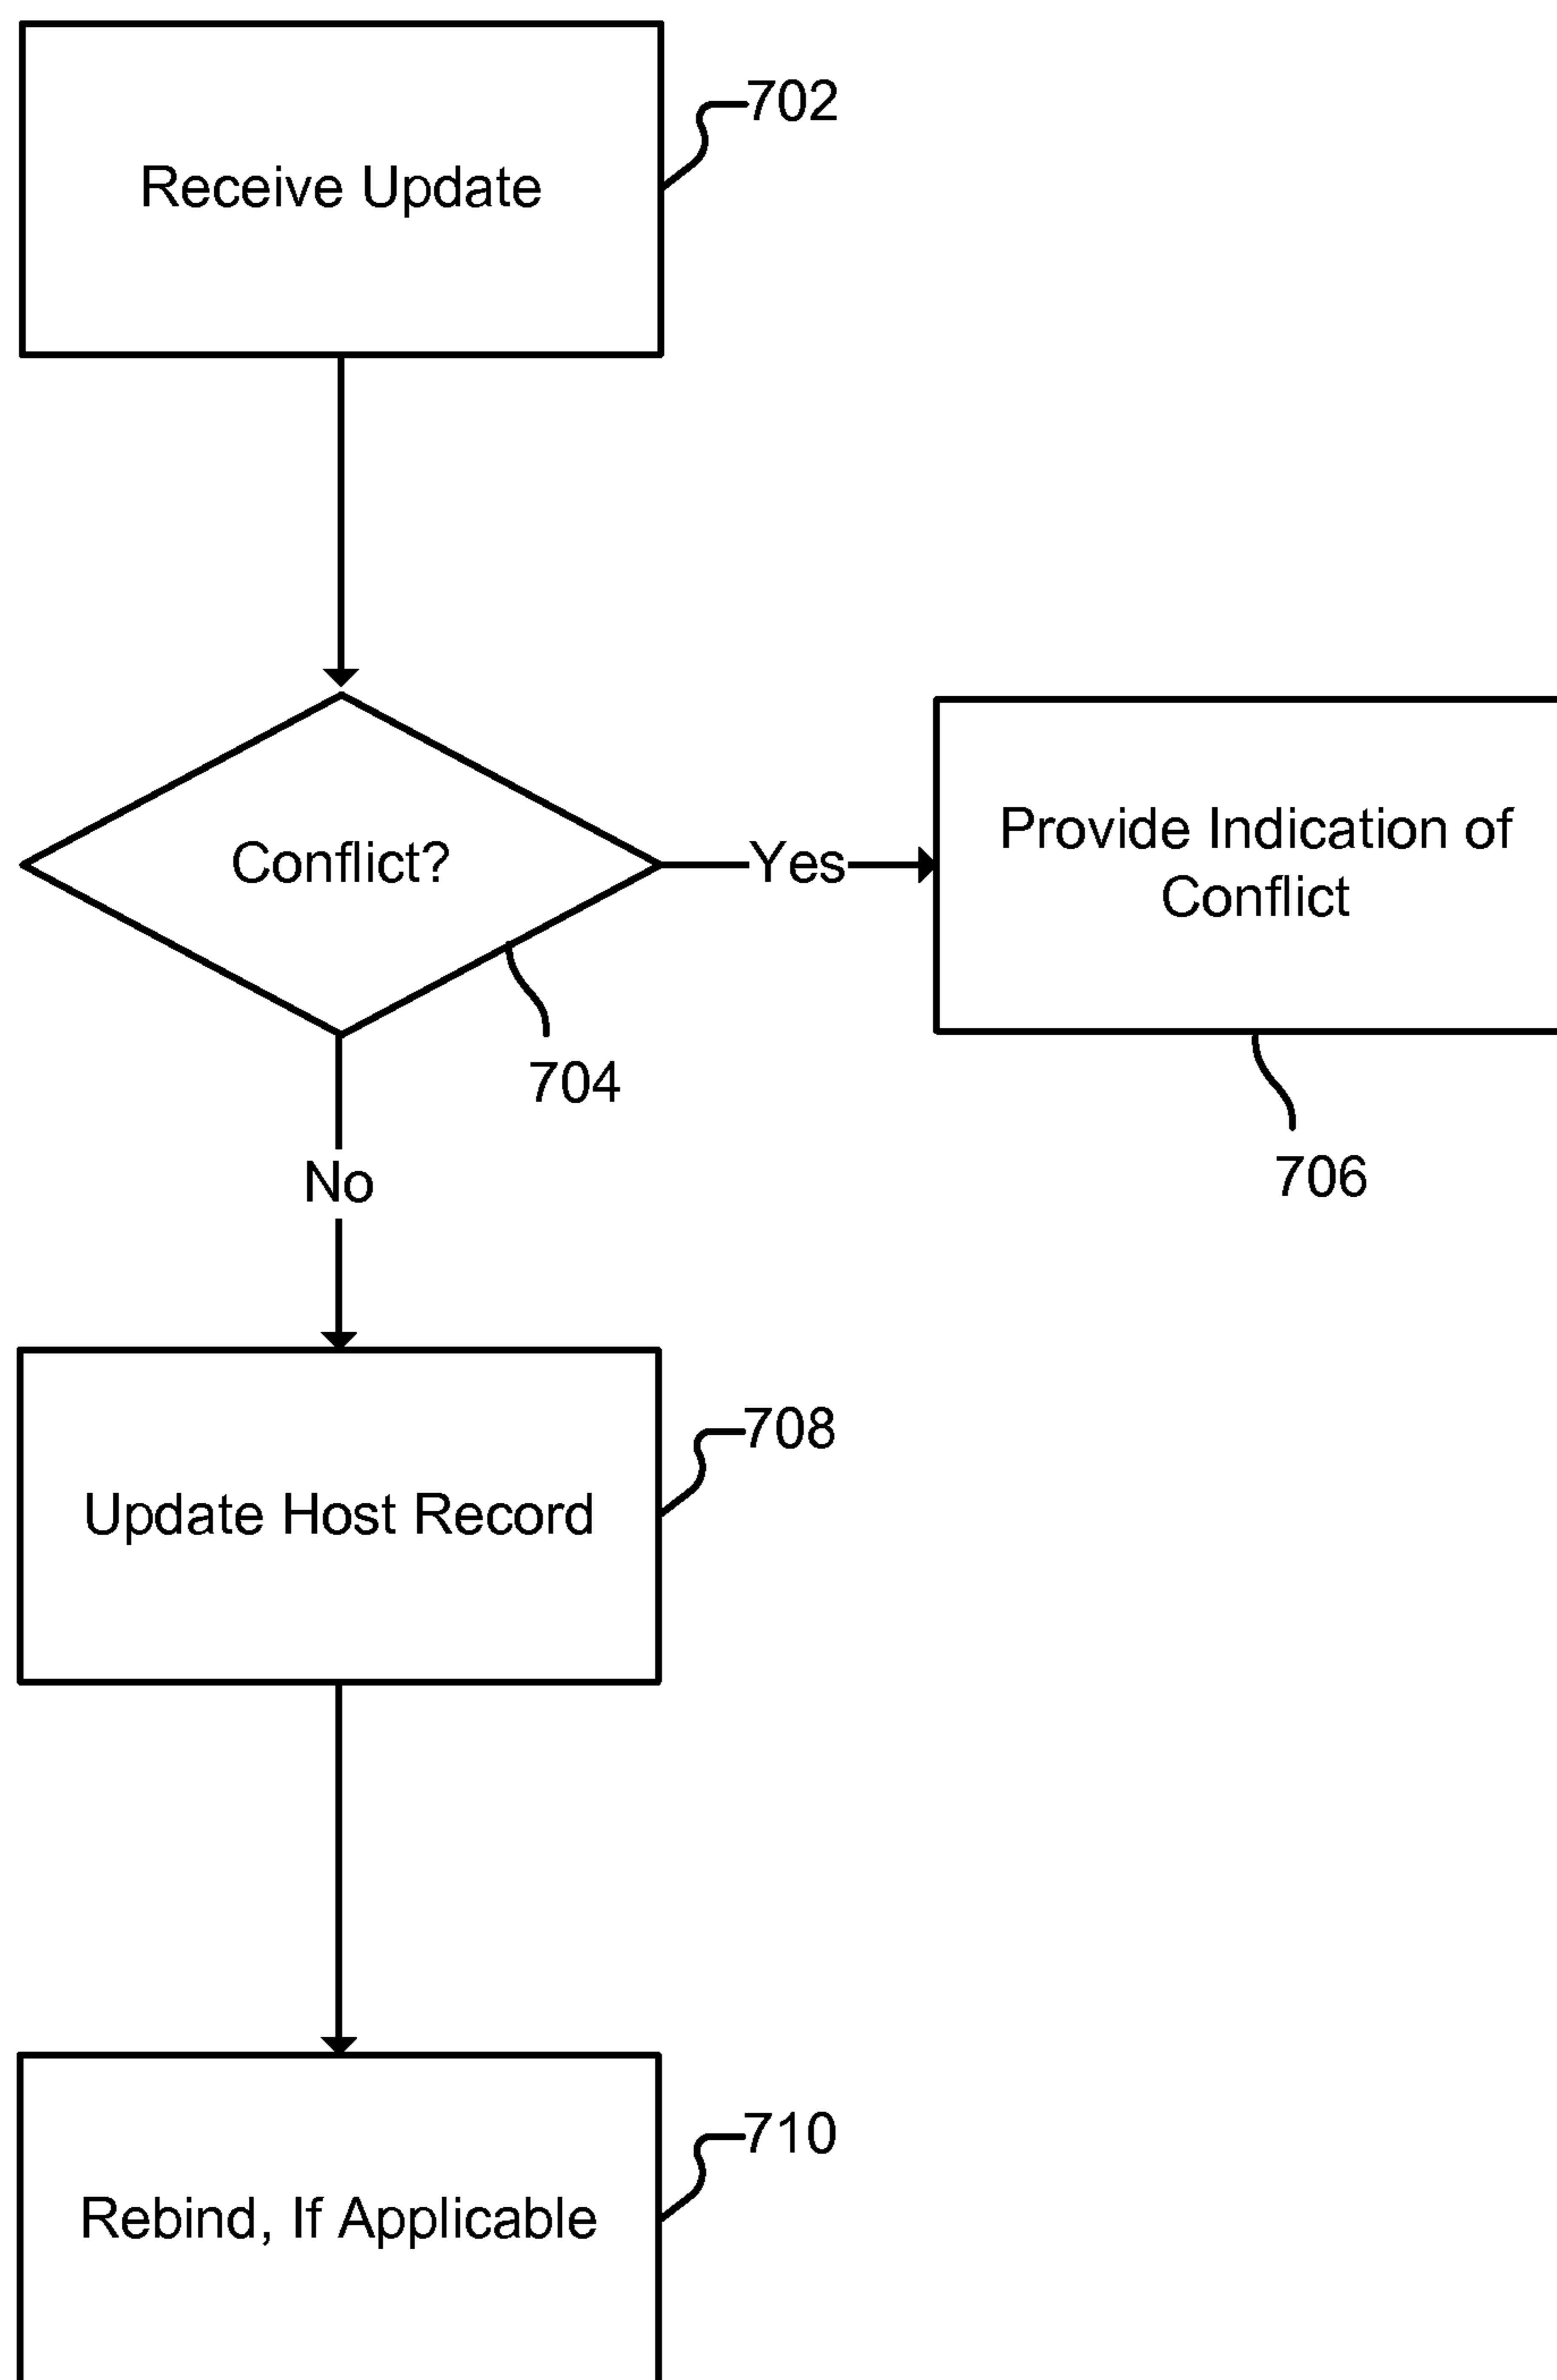 702
Receive Update
Conflict?
Yes
Provide Indication of
Conflict
704
706
No
708
Update Host Record
710
Rebind, If Applicable